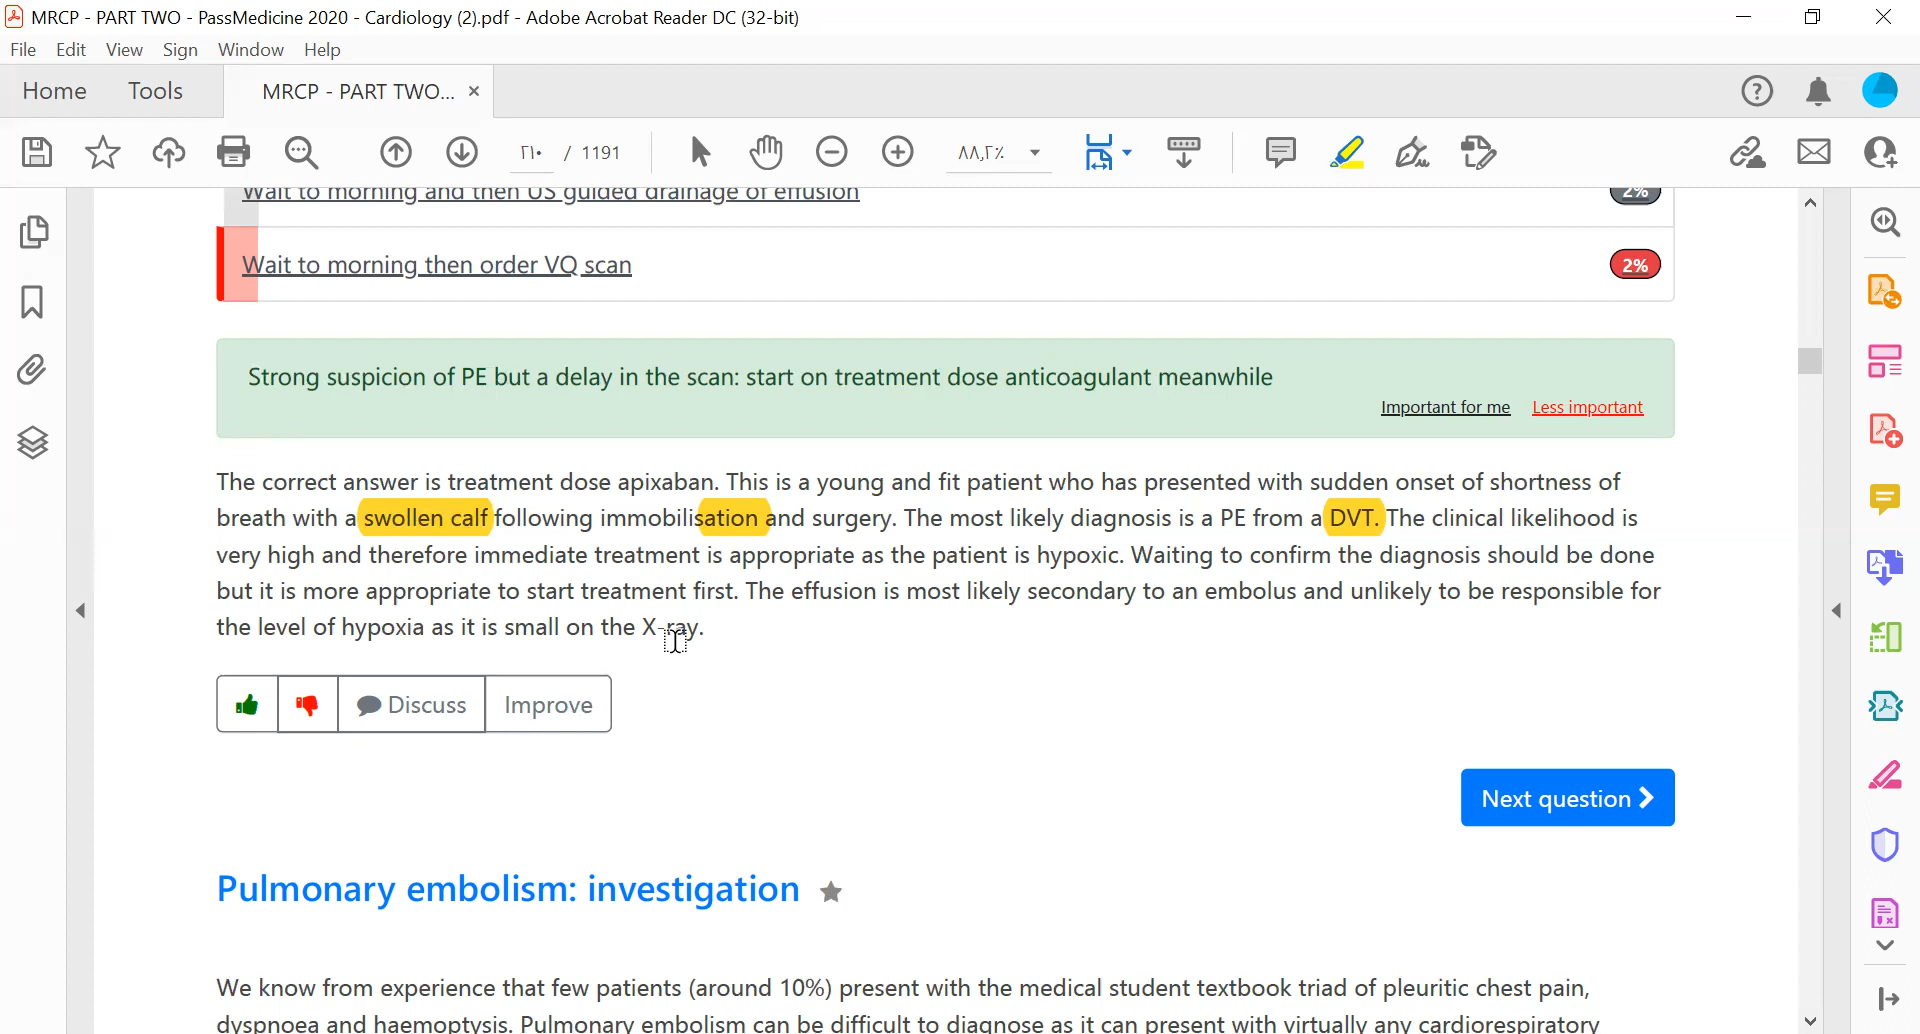 MRCP - PART TWO - PassMedicine 2020 - Cardiology (2).pdf - Adobe Acrobat Reader DC (32-bit)
File Edit View Sign Window Help
Home Tools MRCP - PART TWO...
٢١٠ / 1191 ٨٨,٢٪
Wait to morning and then US guided drainage of effusion 2%
Wait to morning then order VQ scan 2%
Strong suspicion of PE but a delay in the scan: start on treatment dose anticoagulant meanwhile
Important for me Less important
The correct answer is treatment dose apixaban. This is a young and fit patient who has presented with sudden onset of shortness of
breath with a swollen calf following immobilisation and surgery. The most likely diagnosis is a PE from a DVT. The clinical likelihood is
very high and therefore immediate treatment is appropriate as the patient is hypoxic. Waiting to confirm the diagnosis should be done
but it is more appropriate to start treatment first. The effusion is most likely secondary to an embolus and unlikely to be responsible for
the level of hypoxia as it is small on the X-ray.
Discuss Improve
Next question
Pulmonary embolism: investigation
We know from experience that few patients (around 10%) present with the medical student textbook triad of pleuritic chest pain,
dyspnoea and haemoptysis. Pulmonary embolism can be difficult to diagnose as it can present with virtually any cardiorespiratory